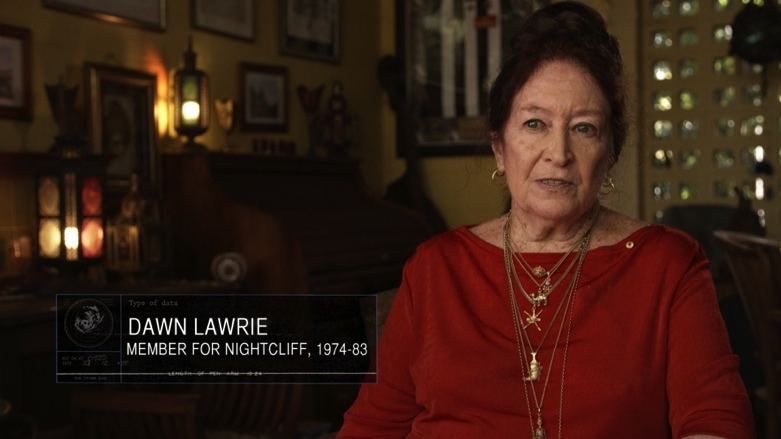 Type of data
DAWN LAWRIE
MEMBER FOR NIGHTCLIFF, 1974-83